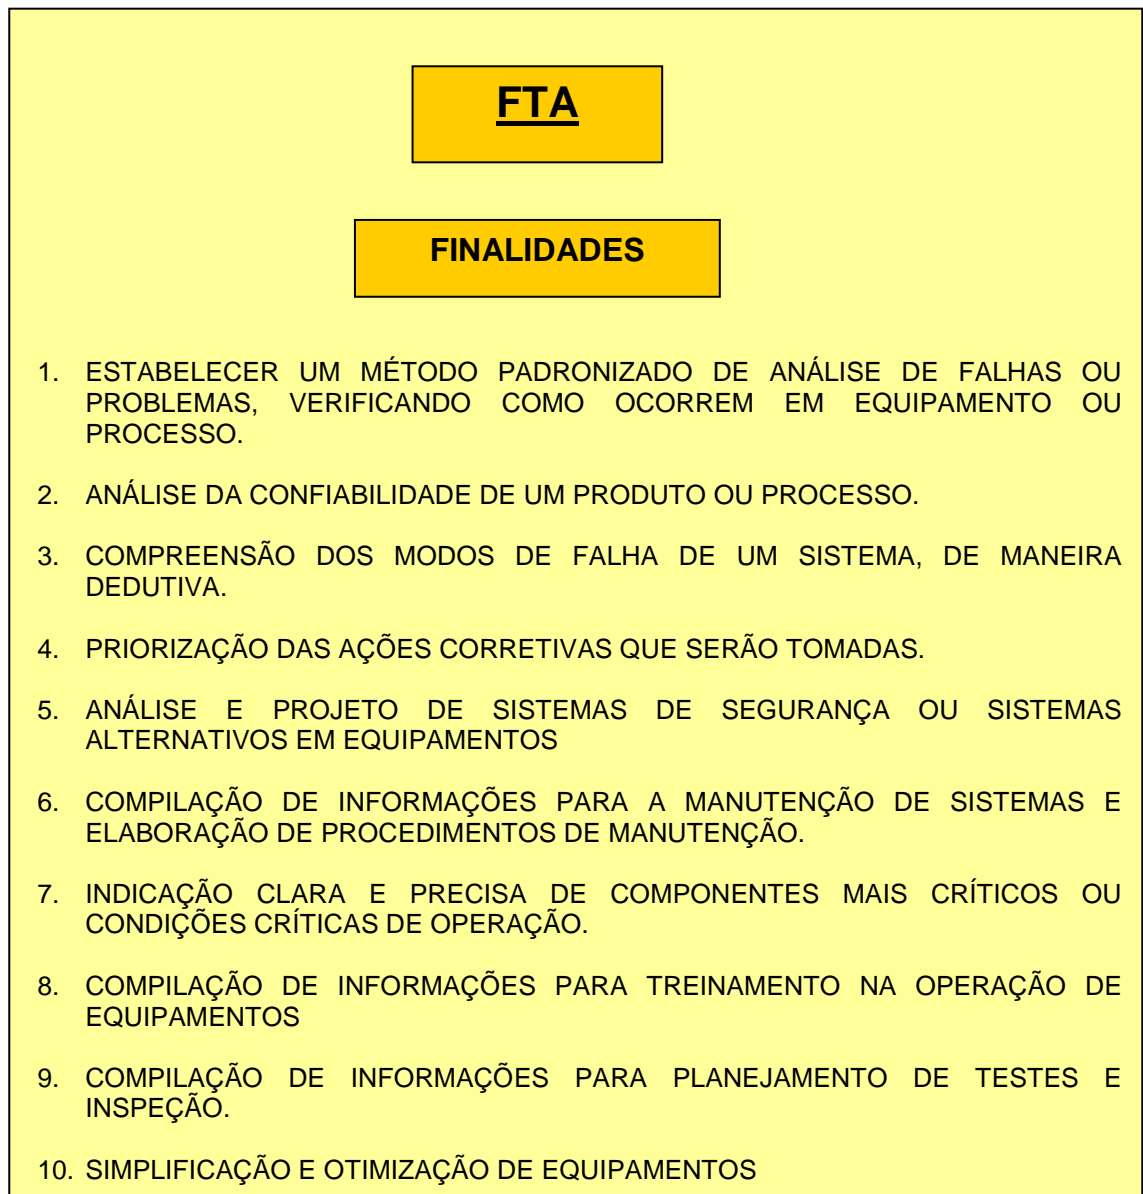 FTA
FINALIDADES
1. ESTABELECER UM MÉTODO PADRONIZADO DE ANÁLISE DE FALHAS OU
PROBLEMAS, VERIFICANDO COMO OCORREM EM EQUIPAMENTO OU
PROCESSO.
2. ANÁLISE DA CONFIABILIDADE DE UM PRODUTO OU PROCESSO.
3. COMPREENSÃO DOS MODOS DE FALHA DE UM SISTEMA, DE MANEIRA
DEDUTIVA.
4. PRIORIZAÇÃO DAS AÇÕES CORRETIVAS QUE SERÃO TOMADAS.
5. ANÁLISE E PROJETO DE SISTEMAS DE SEGURANÇA OU SISTEMAS
ALTERNATIVOS EM EQUIPAMENTOS
6. COMPILAÇÃO DE INFORMAÇÕES PARA A MANUTENÇÃO DE SISTEMAS E
ELABORAÇÃO DE PROCEDIMENTOS DE MANUTENÇÃO.
7. INDICAÇÃO CLARA E PRECISA DE COMPONENTES MAIS CRÍTICOS OU
CONDIÇÕES CRÍTICAS DE OPERAÇÃO.
8. COMPILAÇÃO DE INFORMAÇÕES PARA TREINAMENTO NA OPERAÇÃO DE
EQUIPAMENTOS
9. COMPILAÇÃO DE INFORMAÇÕES PARA PLANEJAMENTO DE TESTES E
INSPEÇÃO.
10. SIMPLIFICAÇÃO E OTIMIZAÇÃO DE EQUIPAMENTOS